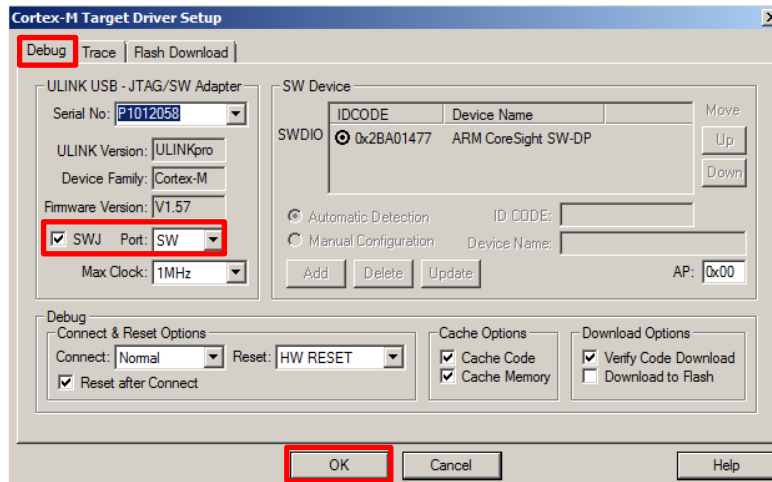 Cortex-M Target Driver Setup
Debug Trace Flash Download
ULINK USB - JTAG/SW Adapter
Serial No: P1012058
ULINK Version: ULINKpro
Device Family: Cortex-M
Firmware Version: V1.57
SWJ Port: SW
Max Clock: 1MHz
SW Device
IDCODE Device Name Move
SWDIO 0x2BA01477 ARM CoreSight SW-DP Up
Down
Automatic Detection ID CODE:
Manual Configuration Device Name:
Add Delete Update AP: 0x00
Debug
Connect & Reset Options
Connect: Normal Reset: HW RESET
Reset after Connect
Cache Options
Cache Code
Cache Memory
Download Options
Verify Code Download
Download to Flash
OK Cancel Help